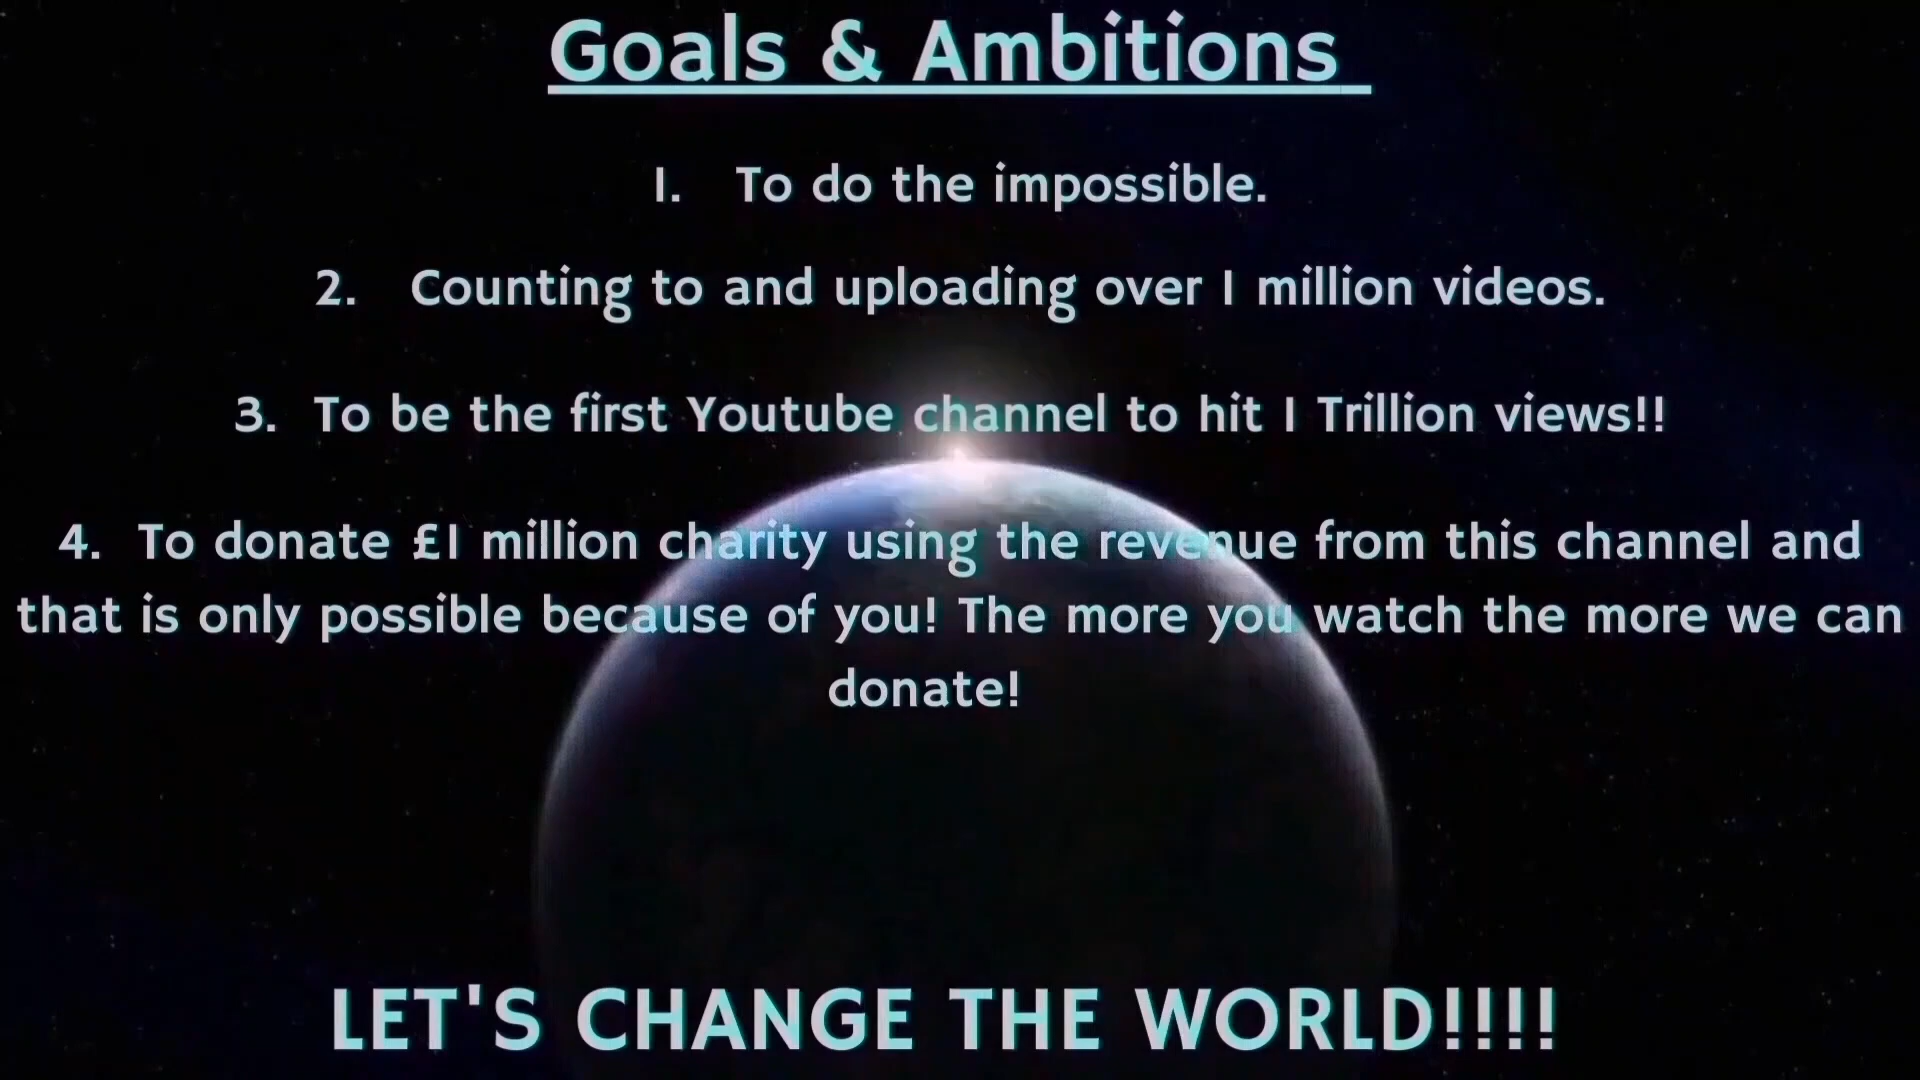 Goals & Ambitions
1. To do the impossible.
2. Counting to and uploading over 1 million videos.
3. To be the first Youtube channel to hit 1 Trillion views!!
4. To donate £1 million charity using the revenue from this channel and
that is only possible because of you! The more you watch the more we can
donate!
LET'S CHANGE THE WORLD!!!!